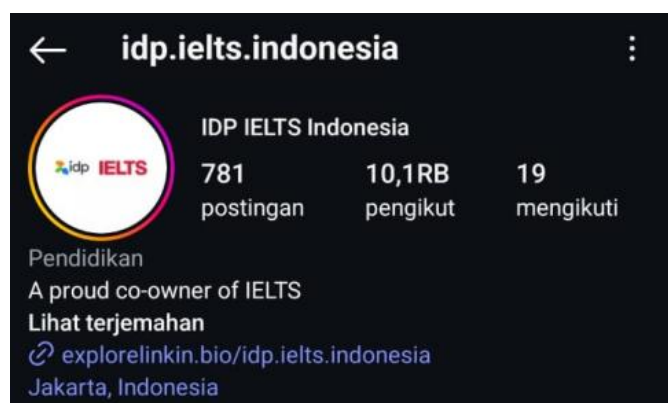 idp.ielts.indonesia
idp IELTS
IDP IELTS Indonesia
781 10,1RB 19
postingan pengikut mengikuti
Pendidikan
A proud co-owner of IELTS
Lihat terjemahan
explorelinkin.bio/idp.ielts.indonesia
Jakarta, Indonesia